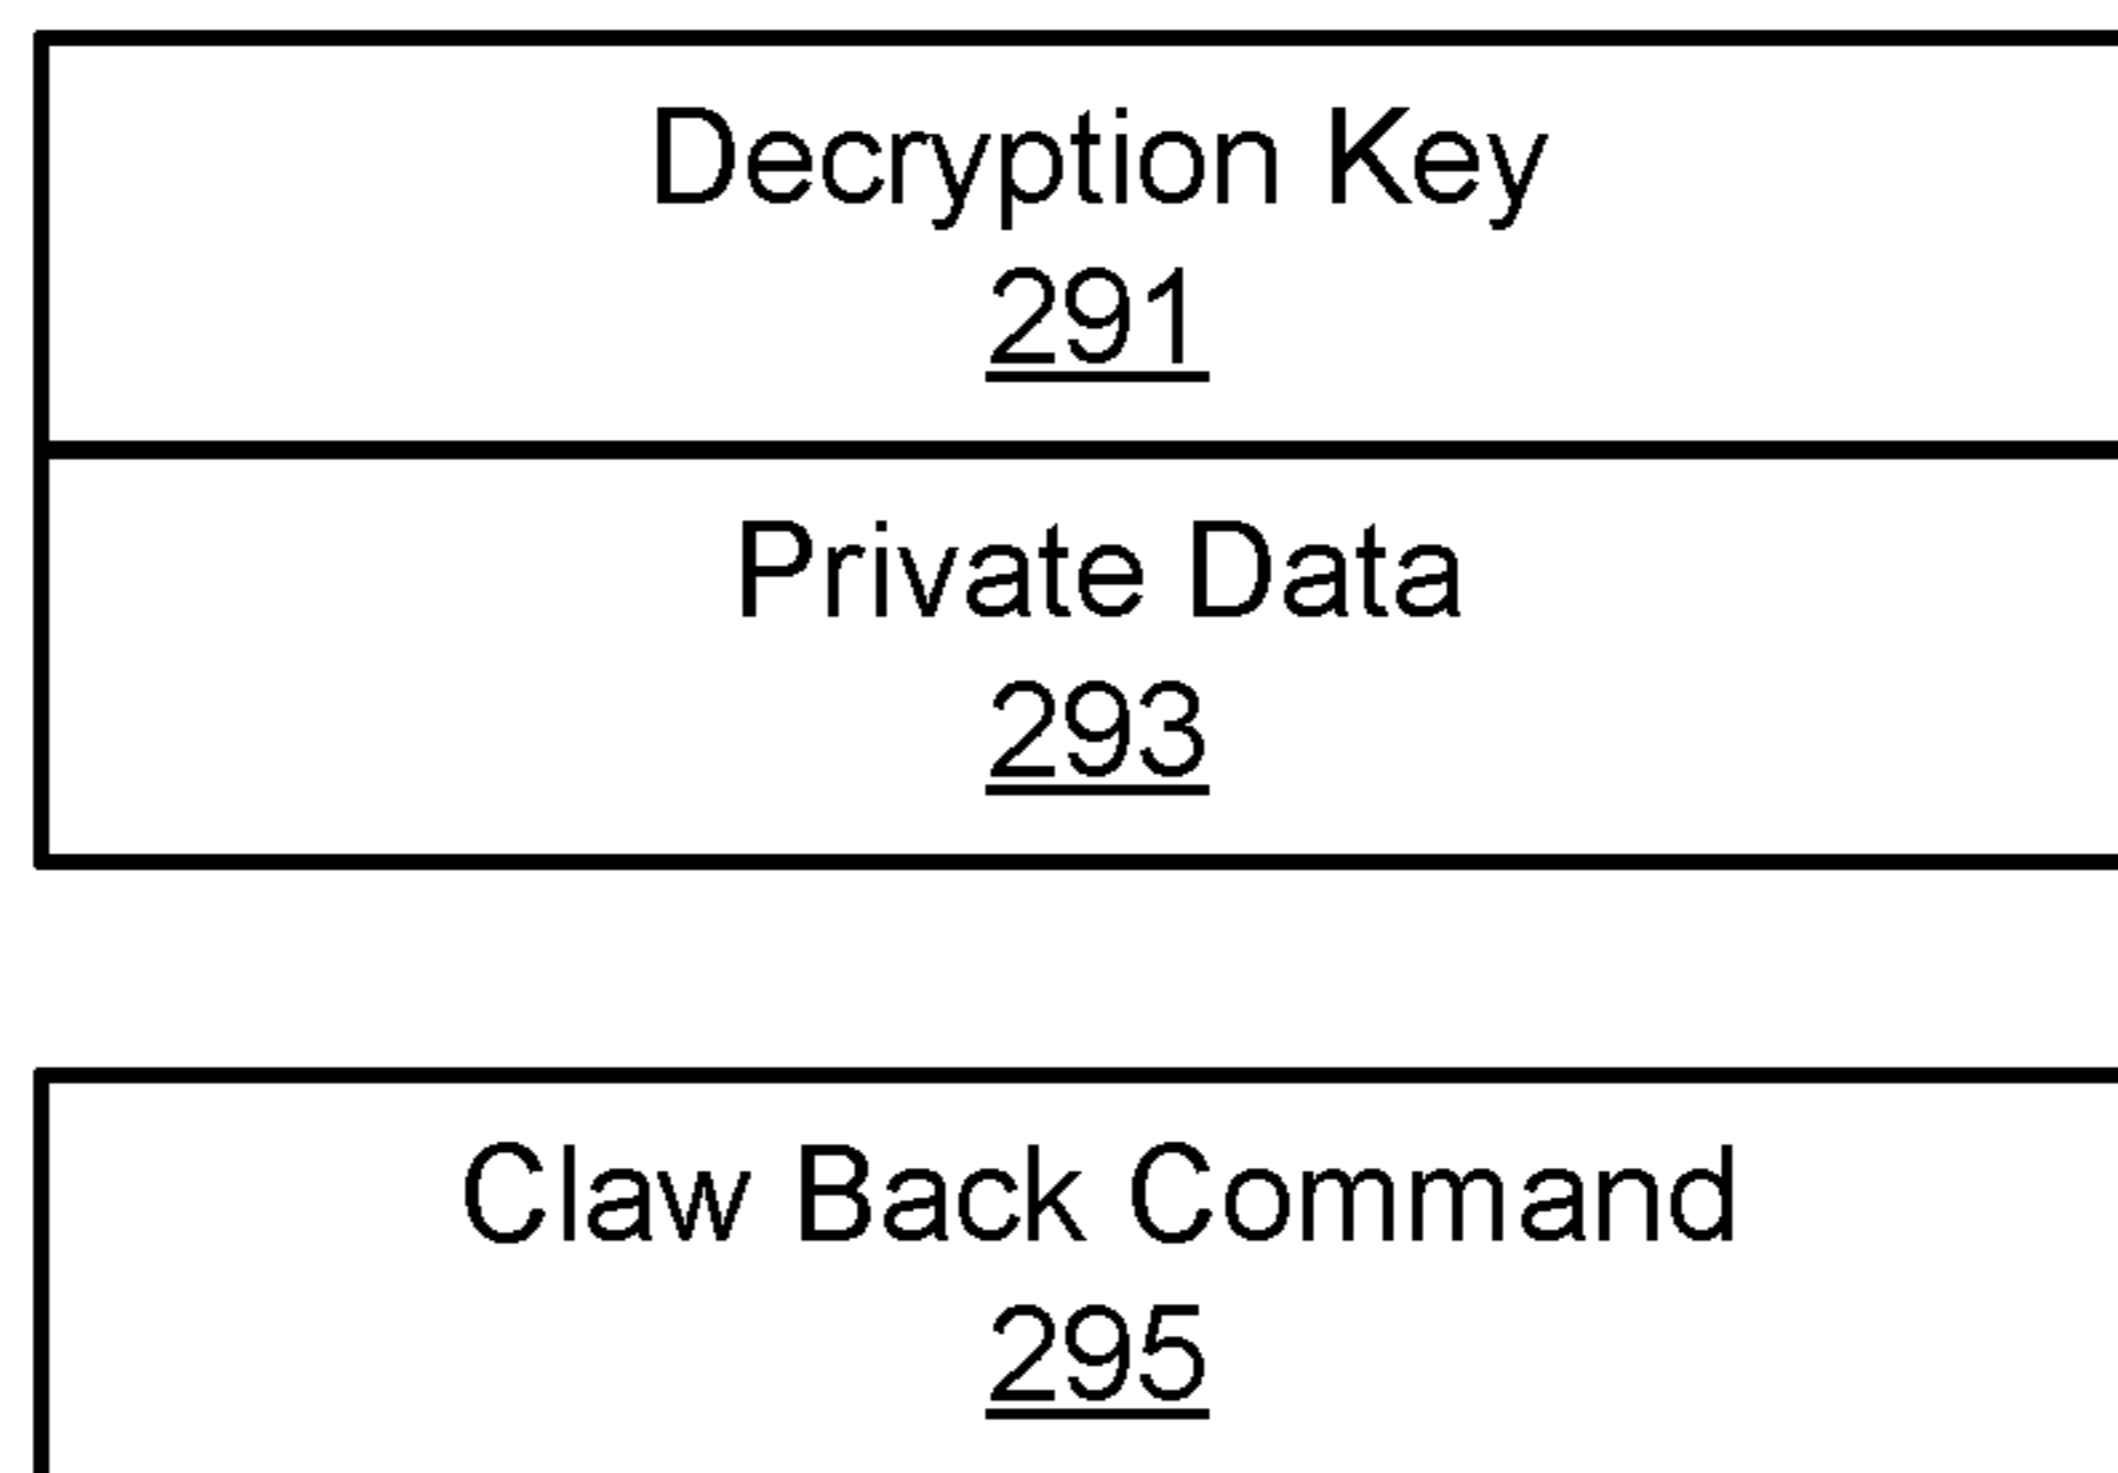 Decryption Key
291
Private Data
293
Claw Back Command
295